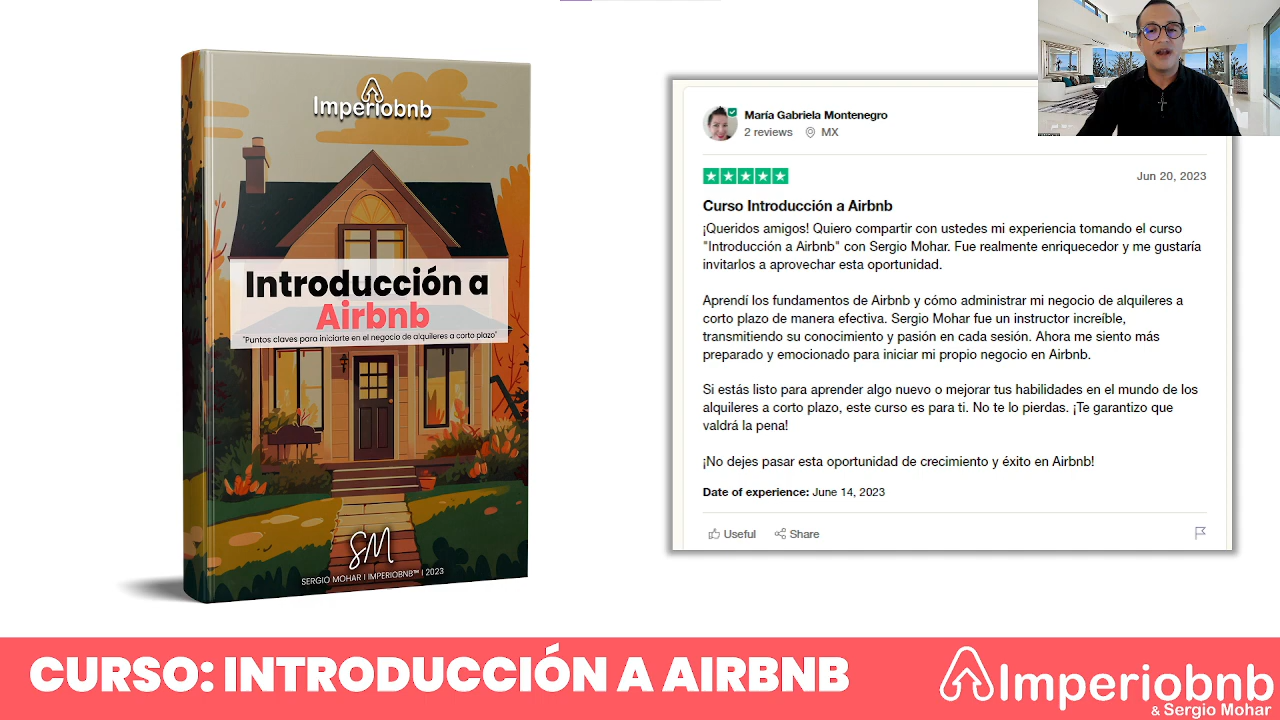 Imperiobnb
Introducción a
Airbnb
"Puntos claves para iniciarte en el negocio de alquileres a corto plazo"
SM
SERGIO MOHAR I IMPERIOBNB™ I 2023
María Gabriela Montenegro
2 reviews MX
Jun 20, 2023
Curso Introducción a Airbnb
¡Queridos amigos! Quiero compartir con ustedes mi experiencia tomando el curso
"Introducción a Airbnb" con Sergio Mohar. Fue realmente enriquecedor y me gustaría
invitarlos a aprovechar esta oportunidad.
Aprendí los fundamentos de Airbnb y cómo administrar mi negocio de alquileres a
corto plazo de manera efectiva. Sergio Mohar fue un instructor increíble,
transmitiendo su conocimiento y pasión en cada sesión. Ahora me siento más
preparado y emocionado para iniciar mi propio negocio en Airbnb.
Si estás listo para aprender algo nuevo o mejorar tus habilidades en el mundo de los
alquileres a corto plazo, este curso es para ti. No te lo pierdas. ¡Te garantizo que
valdrá la pena!
¡No dejes pasar esta oportunidad de crecimiento y éxito en Airbnb!
Date of experience: June 14, 2023
Useful Share
CURSO: INTRODUCCIÓN A AIRBNB
Imperiobnb
& Sergio Mohar